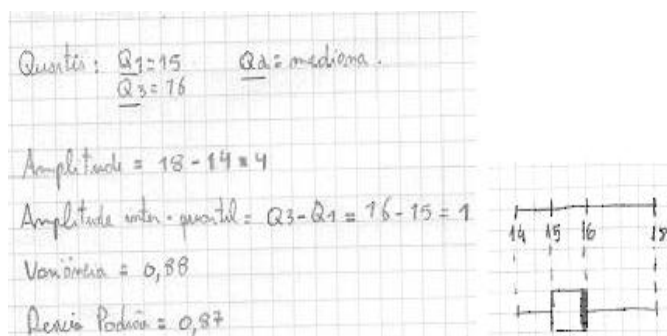 Quartis: Q1=15 Q2= mediana.
Q3=16
Amplitude = 18-14=4
Amplitude inter-quartil= Q3-Q1= 16-15=1
Variância = 0,88
Desvio Padrão = 0,87
14 15 16 18